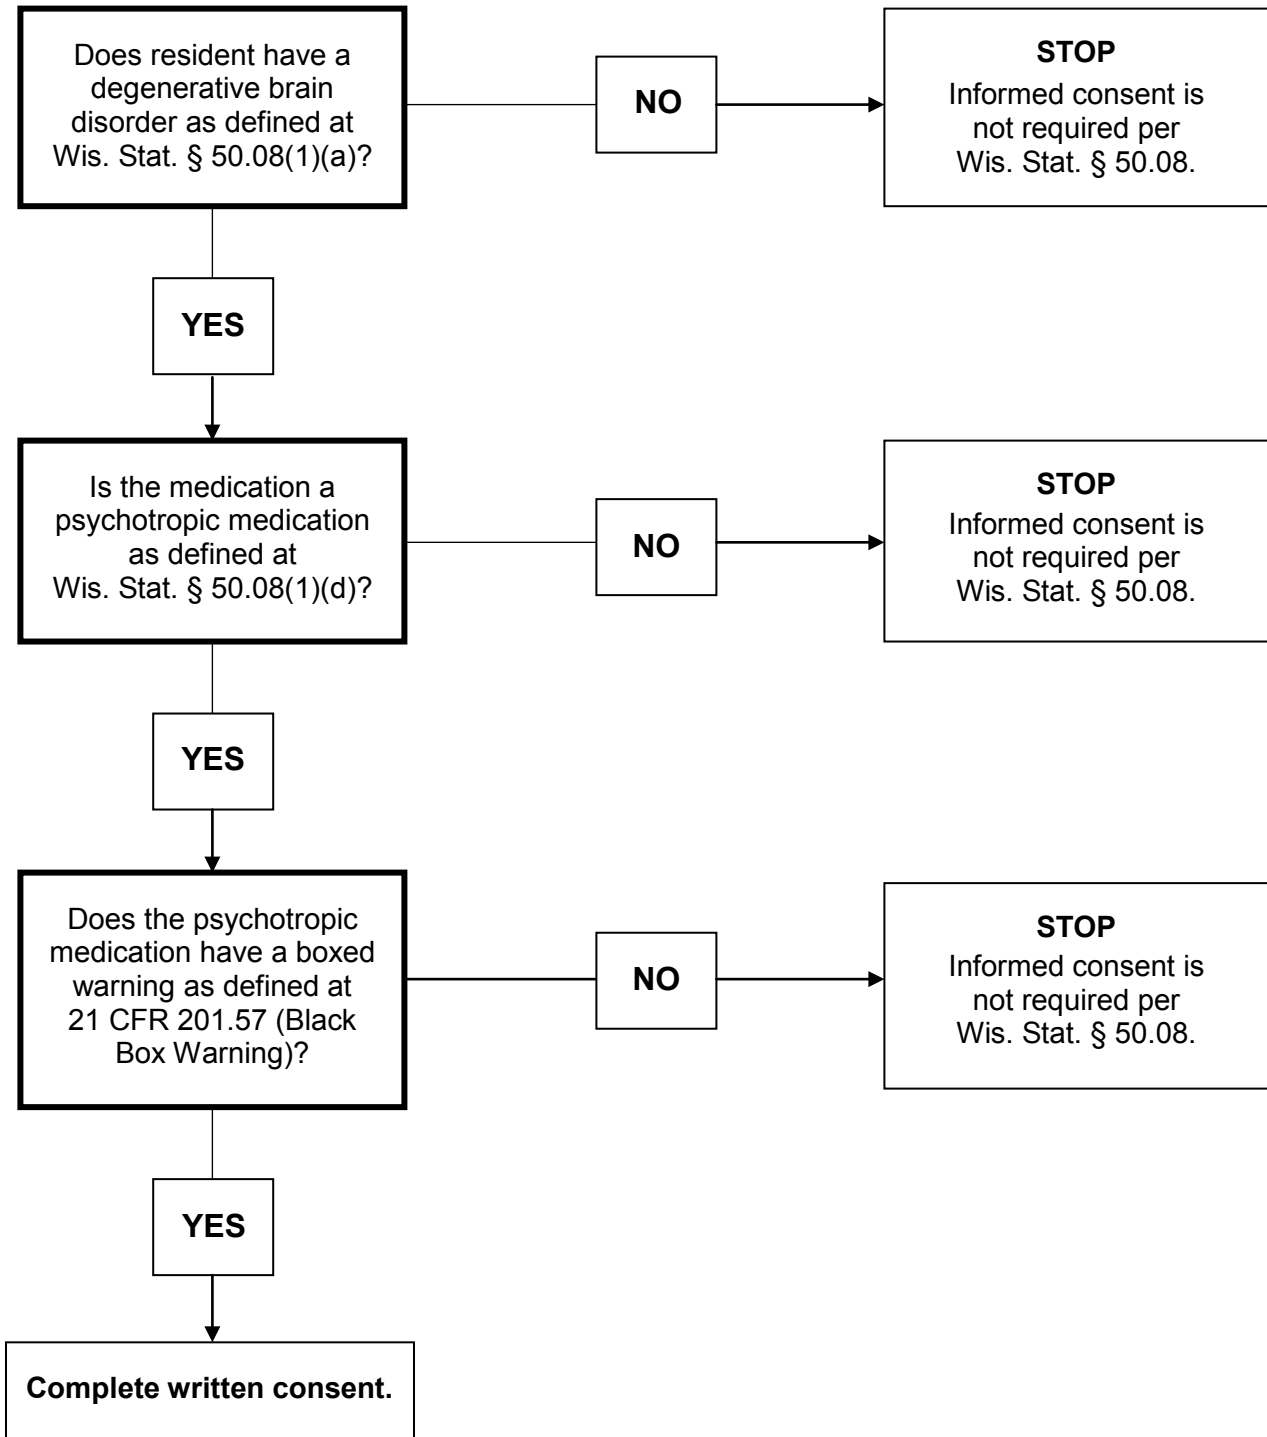 Does resident have a
degenerative brain
disorder as defined at
Wis. Stat. § 50.08(1)(a)?
NO
STOP
Informed consent is
not required per
Wis. Stat. § 50.08.
YES
Is the medication a
psychotropic medication
as defined at
Wis. Stat. § 50.08(1)(d)?
NO
STOP
Informed consent is
not required per
Wis. Stat. § 50.08.
YES
Does the psychotropic
medication have a boxed
warning as defined at
21 CFR 201.57 (Black
Box Warning)?
NO
STOP
Informed consent is
not required per
Wis. Stat. § 50.08.
YES
Complete written consent.